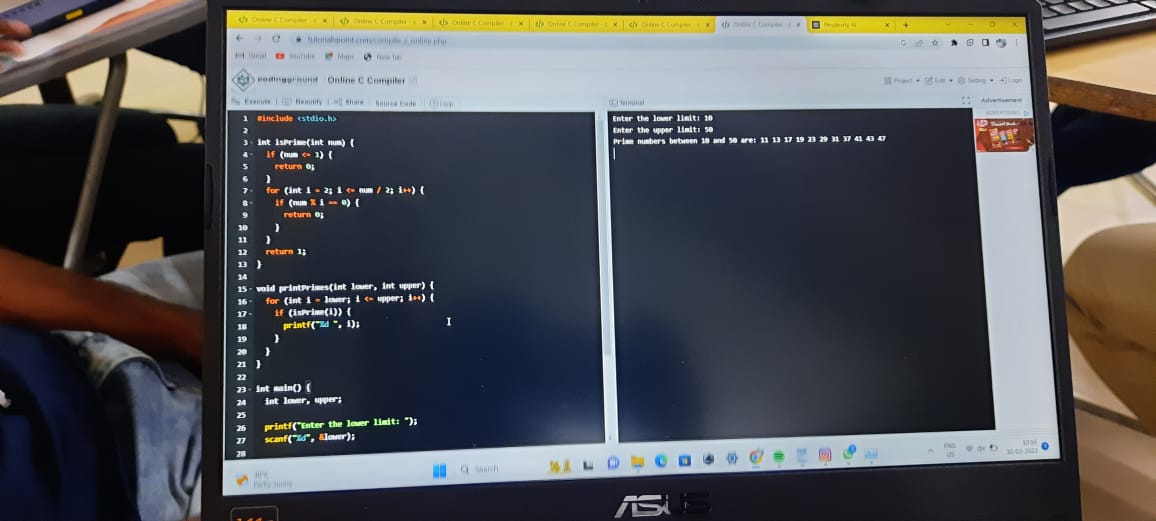 Online C Compiler - Online C Compiler - Online C Compiler - Online C Compiler - Online C Compiler - Online C Compiler - Perplexity AI
tutorialspoint.com/compile_c_online.php
Gmail YouTube Maps New Tab
codingground Online C Compiler Project Edit Setting Login
Execute | Beautify | Share Source Code Help Terminal Advertisement
1 #include <stdio.h>
2
3 int isPrime(int num) {
4 if (num <= 1) {
5 return 0;
6 }
7 for (int i = 2; i <= num / 2; i++) {
8 if (num % i == 0) {
9 return 0;
10 }
11 }
12 return 1;
13 }
14
15 void printPrimes(int lower, int upper) {
16 for (int i = lower; i <= upper; i++) {
17 if (isPrime(i)) {
18 printf("%d ", i);
19 }
20 }
21 }
22
23 int main() {
24 int lower, upper;
25
26 printf("Enter the lower limit: ");
27 scanf("%d", &lower);
28
Enter the lower limit: 10
Enter the upper limit: 50
Prime numbers between 10 and 50 are: 11 13 17 19 23 29 31 37 41 43 47
ADVERTISING
Partly sunny
Search
ENG
US
10:16
30-03-2023
ASUS